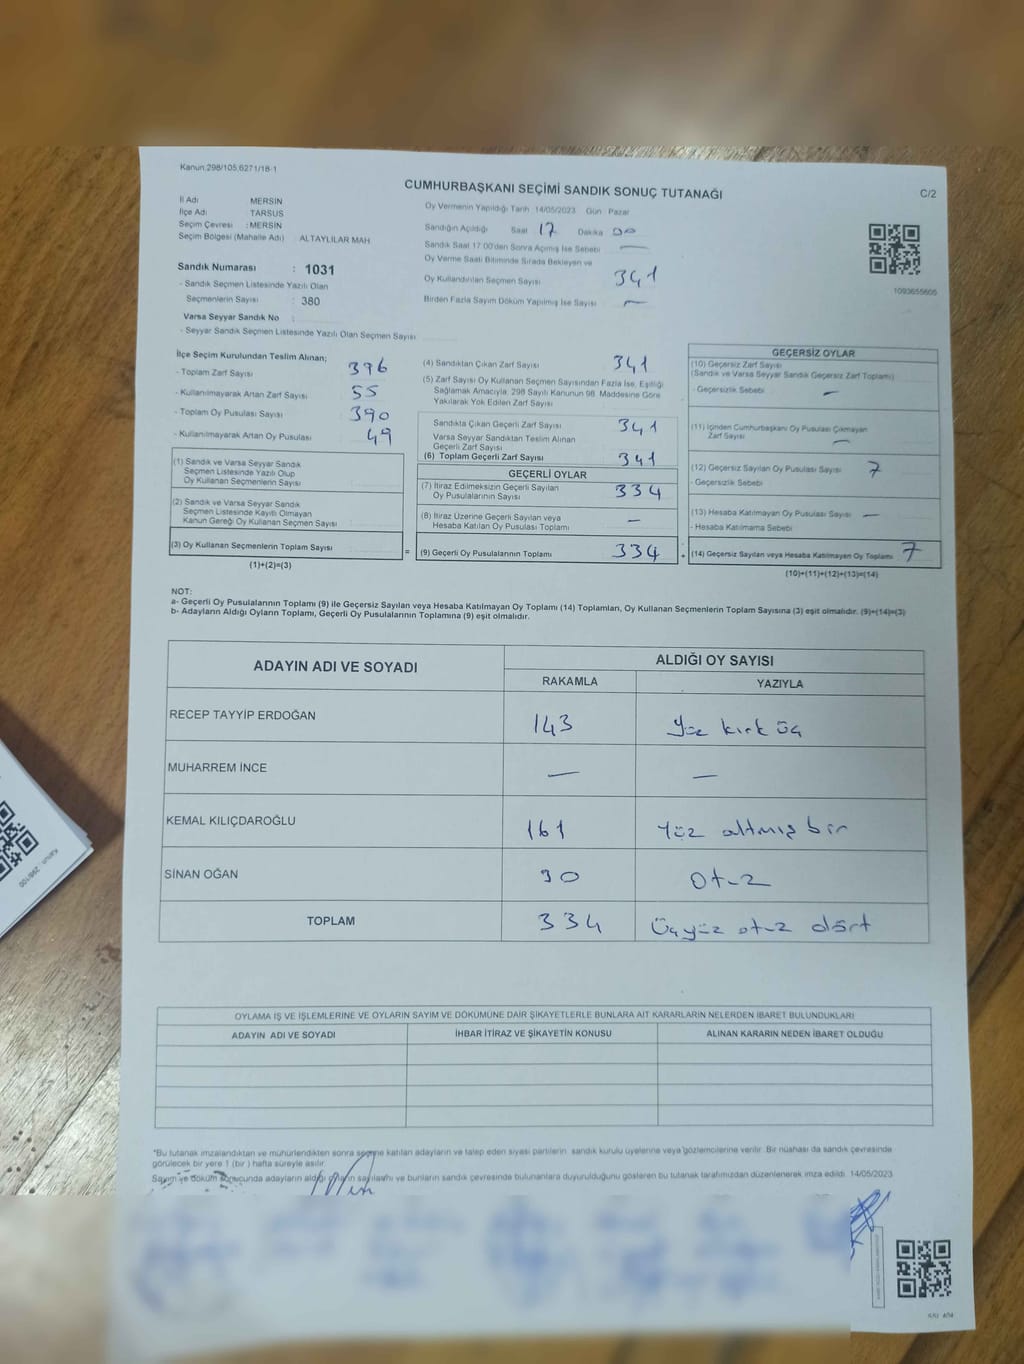 Kanun:298/105,6271/18-1
CUMHURBAŞKANI SEÇİMİ SANDIK SONUÇ TUTANAĞI
C/2
İl Adı MERSİN
İlçe Adı TARSUS
Seçim Çevresi : MERSİN
Seçim Bölgesi (Mahalle Adı) ALTAYLILAR MAH
Oy Vermenin Yapıldığı Tarih 14/05/2023 Gün Pazar
Sandığın Açıldığı Saat 17 Dakika 00
Sandık Saat 17:00'den Sonra Açılmış İse Sebebi —
Oy Verme Saati Bitiminde Sırada Bekleyen ve
Oy Kullandırılan Seçmen Sayısı 341
Birden Fazla Sayım Döküm Yapılmış İse Sayısı —
1093655606
Sandık Numarası : 1031
- Sandık Seçmen Listesinde Yazılı Olan
Seçmenlerin Sayısı : 380
Varsa Seyyar Sandık No :
- Seyyar Sandık Seçmen Listesinde Yazılı Olan Seçmen Sayısı
İlçe Seçim Kurulundan Teslim Alınan;
- Toplam Zarf Sayısı 396
- Kullanılmayarak Artan Zarf Sayısı 55
- Toplam Oy Pusulası Sayısı 390
- Kullanılmayarak Artan Oy Pusulası 49
(1) Sandık ve Varsa Seyyar Sandık
Seçmen Listesinde Yazılı Olup
Oy Kullanan Seçmenlerin Sayısı
(2) Sandık ve Varsa Seyyar Sandık
Seçmen Listesinde Kayıtlı Olmayan
Kanun Gereği Oy Kullanan Seçmen Sayısı
(3) Oy Kullanan Seçmenlerin Toplam Sayısı
(1)+(2)=(3)
(4) Sandıktan Çıkan Zarf Sayısı 341
(5) Zarf Sayısı Oy Kullanan Seçmen Sayısından Fazla İse, Eşitliği
Sağlamak Amacıyla, 298 Sayılı Kanunun 98. Maddesine Göre
Yakılarak Yok Edilen Zarf Sayısı
Sandıkta Çıkan Geçerli Zarf Sayısı 341
Varsa Seyyar Sandıktan Teslim Alınan
Geçerli Zarf Sayısı
(6) Toplam Geçerli Zarf Sayısı 341
GEÇERLİ OYLAR
(7) İtiraz Edilmeksizin Geçerli Sayılan
Oy Pusulalarının Sayısı 334
(8) İtiraz Üzerine Geçerli Sayılan veya
Hesaba Katılan Oy Pusulası Toplamı —
= (9) Geçerli Oy Pusulalarının Toplamı 334 +
GEÇERSİZ OYLAR
(10) Geçersiz Zarf Sayısı
(Sandık ve Varsa Seyyar Sandık Geçersiz Zarf Toplamı)
- Geçersizlik Sebebi —
(11) İçinden Cumhurbaşkanı Oy Pusulası Çıkmayan
Zarf Sayısı —
(12) Geçersiz Sayılan Oy Pusulası Sayısı 7
- Geçersizlik Sebebi
(13) Hesaba Katılmayan Oy Pusulası Sayısı —
- Hesaba Katılmama Sebebi
(14) Geçersiz Sayılan veya Hesaba Katılmayan Oy Toplamı 7
(10)+(11)+(12)+(13)=(14)
NOT:
a- Geçerli Oy Pusulalarının Toplamı (9) ile Geçersiz Sayılan veya Hesaba Katılmayan Oy Toplamı (14) Toplamları, Oy Kullanan Seçmenlerin Toplam Sayısına (3) eşit olmalıdır. (9)+(14)=(3)
b- Adayların Aldığı Oyların Toplamı, Geçerli Oy Pusulalarının Toplamına (9) eşit olmalıdır.
ADAYIN ADI VE SOYADI ALDIĞI OY SAYISI
RAKAMLA YAZIYLA
RECEP TAYYİP ERDOĞAN 143 Yüz kırk üç
MUHARREM İNCE — —
KEMAL KILIÇDAROĞLU 161 Yüz altmış bir
SİNAN OĞAN 30 Otuz
TOPLAM 334 Üçyüz otuz dört
OYLAMA İŞ VE İŞLEMLERİNE VE OYLARIN SAYIM VE DÖKÜMÜNE DAİR ŞİKAYETLERLE BUNLARA AİT KARARLARIN NELERDEN İBARET BULUNDUKLARI
ADAYIN ADI VE SOYADI İHBAR İTİRAZ VE ŞİKAYETİN KONUSU ALINAN KARARIN NEDEN İBARET OLDUĞU
*Bu tutanak imzalandıktan ve mühürlendikten sonra seçime katılan adayların ve talep eden siyasi partilerin sandık kurulu üyelerine veya gözlemcilerine verilir. Bir nüshası da sandık çevresinde
görülecek bir yere 1 (bir) hafta süreyle asılır.
Sayım ve döküm sonucunda adayların aldığı oyların sayılarını ve bunların sandık çevresinde bulunanlara duyurulduğunu gösteren bu tutanak tarafımızdan düzenlenerek imza edildi. 14/05/2023
Kanun: 298/100